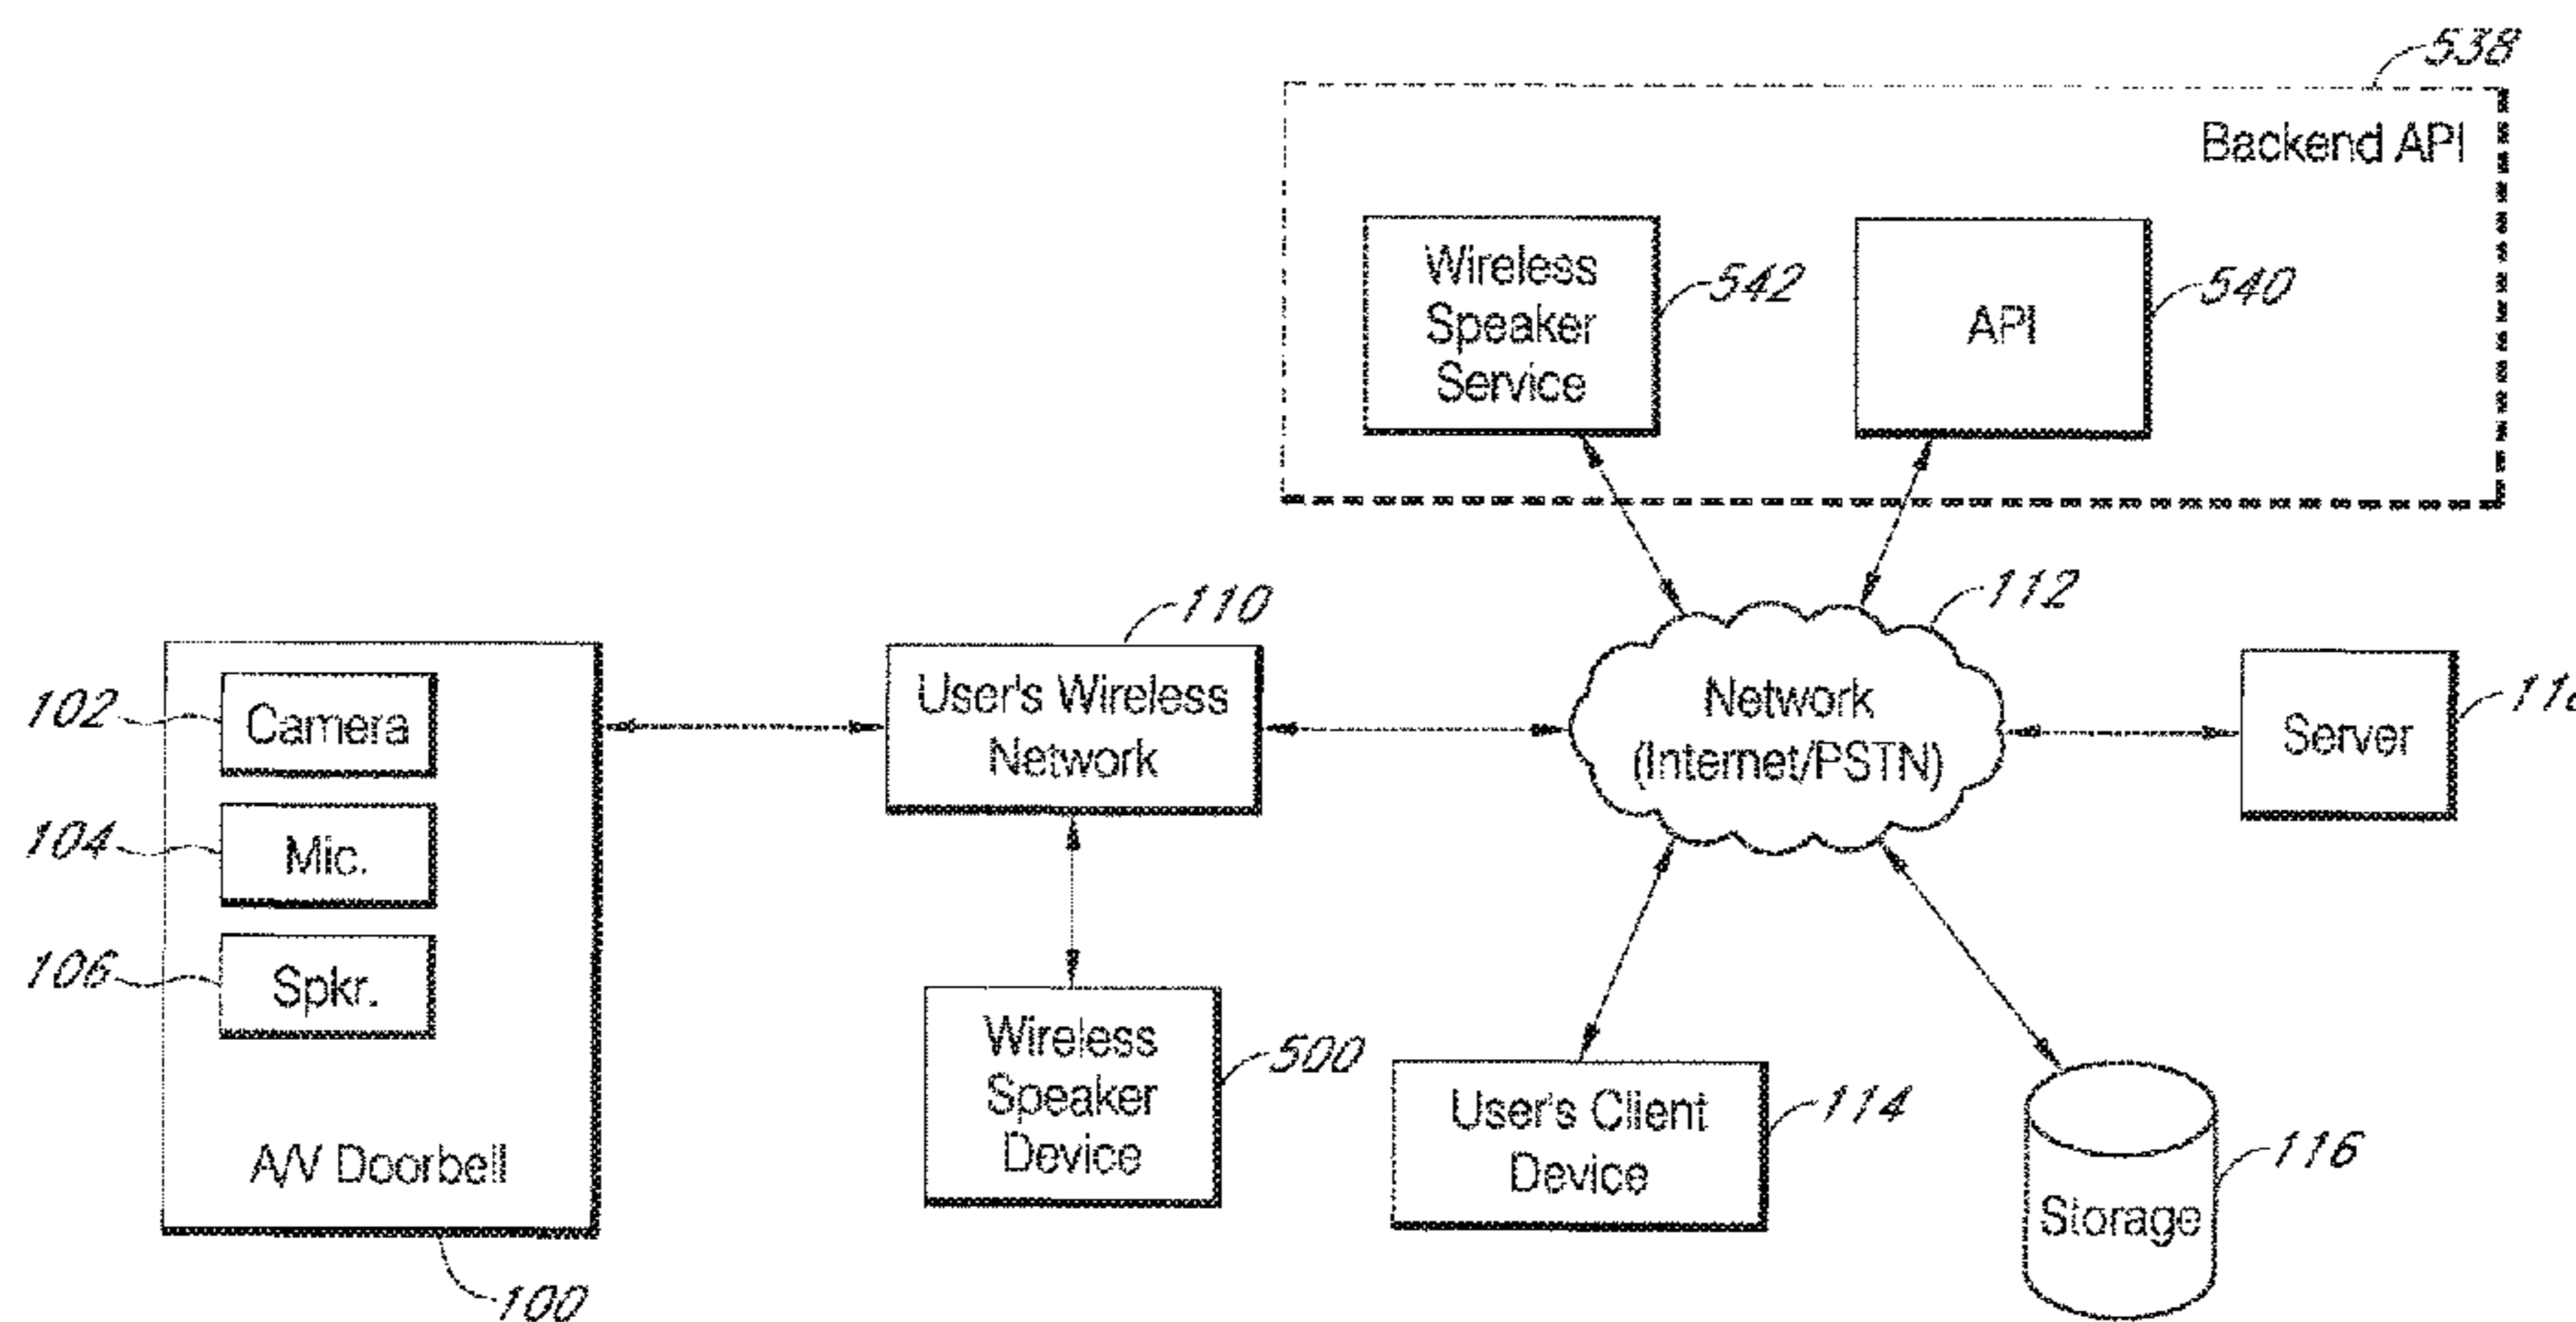 538
Backend API
Wireless
Speaker
Service
542
API
540
110
112
102
Camera
104
Mic.
106
Spkr.
A/V Doorbell
100
User's Wireless
Network
Network
(Internet/PSTN)
Server
Wireless
Speaker
Device
500
User's Client
Device
114
Storage
116